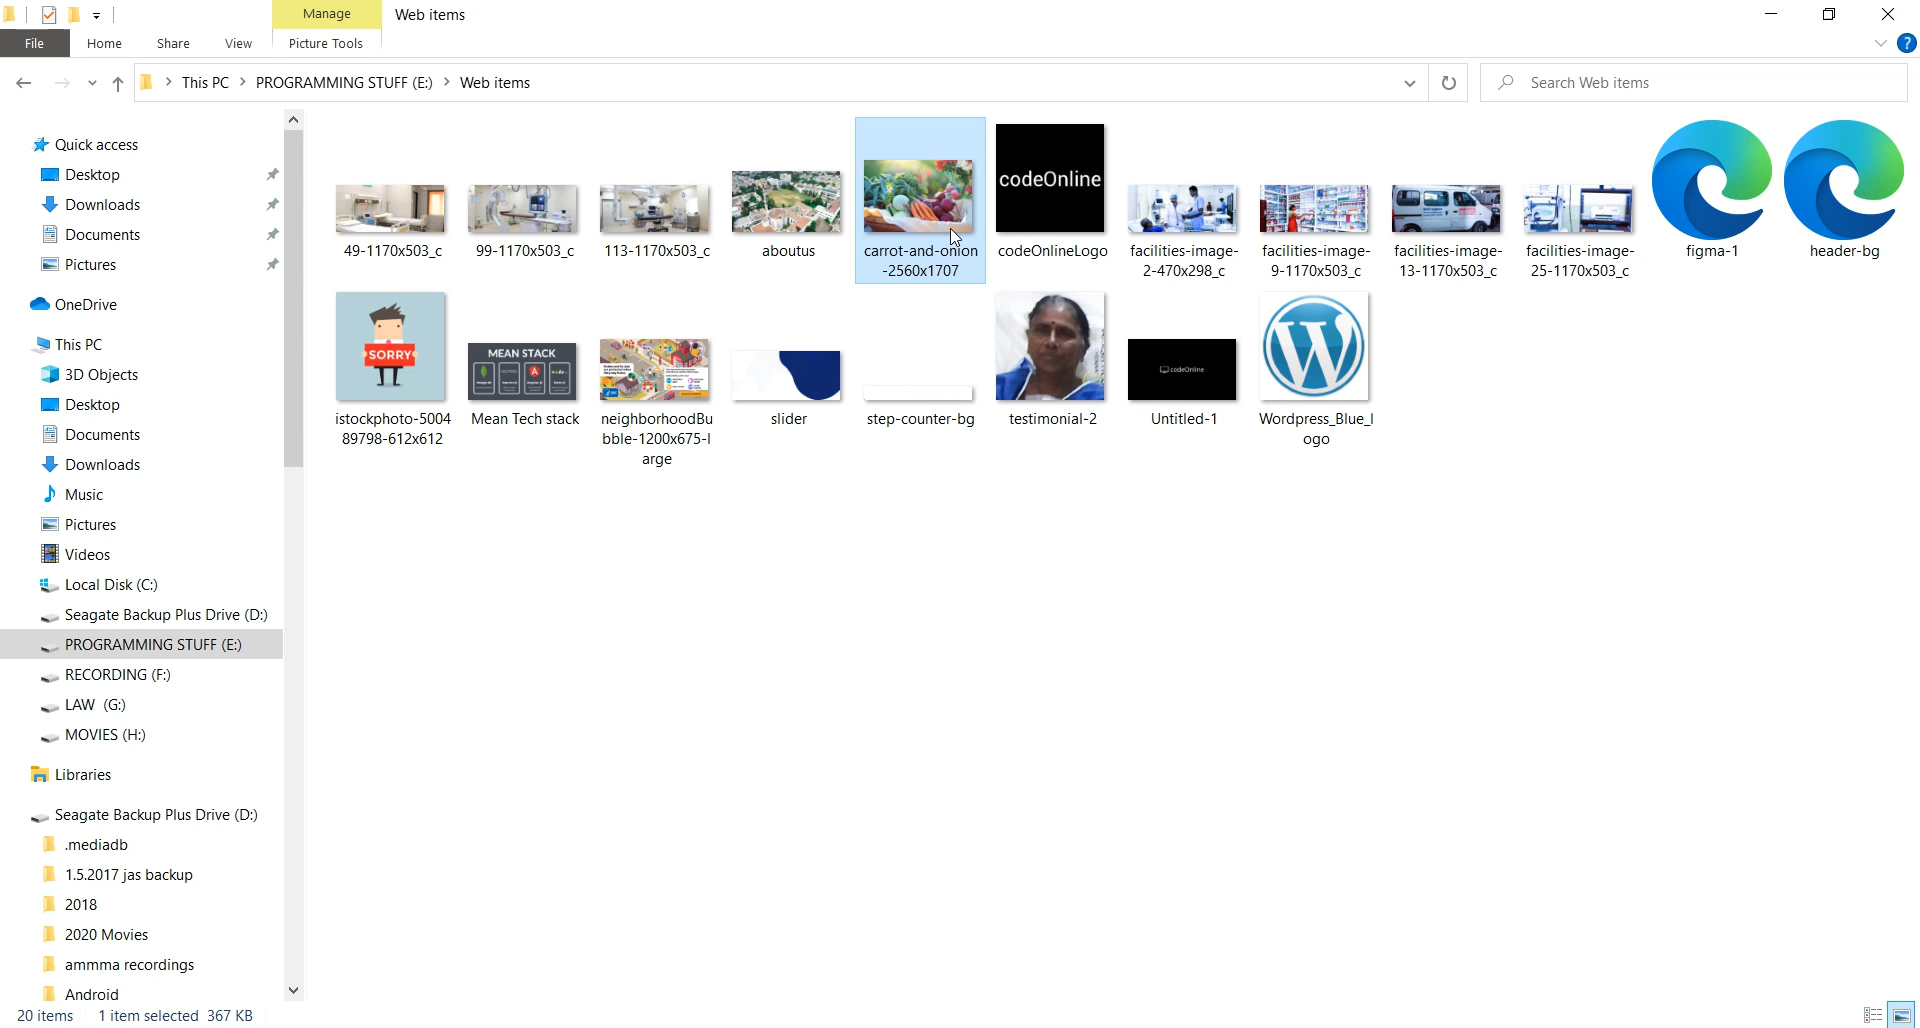 Manage
Web items
File
Home
Share
View
Picture Tools
?
This PC
PROGRAMMING STUFF (E:)
Web items
Search Web items
Quick access
Desktop
Downloads
Documents
Pictures
OneDrive
This PC
3D Objects
Desktop
Documents
Downloads
Music
Pictures
Videos
Local Disk (C:)
Seagate Backup Plus Drive (D:)
PROGRAMMING STUFF (E:)
RECORDING (F:)
LAW (G:)
MOVIES (H:)
Libraries
Seagate Backup Plus Drive (D:)
.mediadb
1.5.2017 jas backup
2018
2020 Movies
ammma recordings
Android
49-1170x503_c
99-1170x503_c
113-1170x503_c
aboutus
carrot-and-onion
-2560x1707
codeOnline
codeOnlineLogo
facilities-image-
2-470x298_c
facilities-image-
9-1170x503_c
facilities-image-
13-1170x503_c
facilities-image-
25-1170x503_c
figma-1
header-bg
SORRY
istockphoto-5004
89798-612x612
MEAN STACK
Mean Tech stack
neighborhoodBu
bble-1200x675-l
arge
slider
step-counter-bg
testimonial-2
codeOnline
Untitled-1
Wordpress_Blue_l
ogo
20 items
1 item selected 367 KB